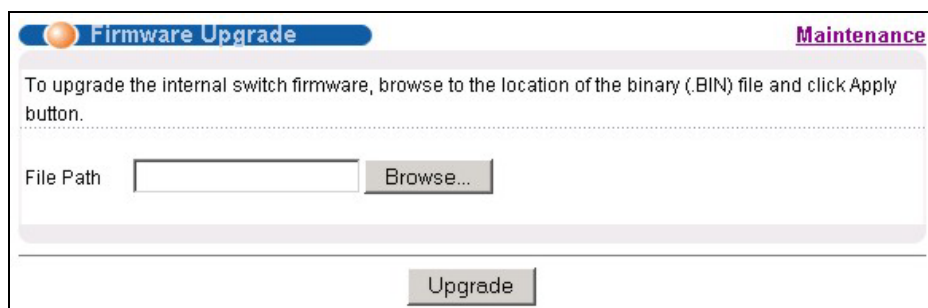 Firmware Upgrade
Maintenance
To upgrade the internal switch firmware, browse to the location of the binary (.BIN) file and click Apply
button.
File Path
Browse...
Upgrade